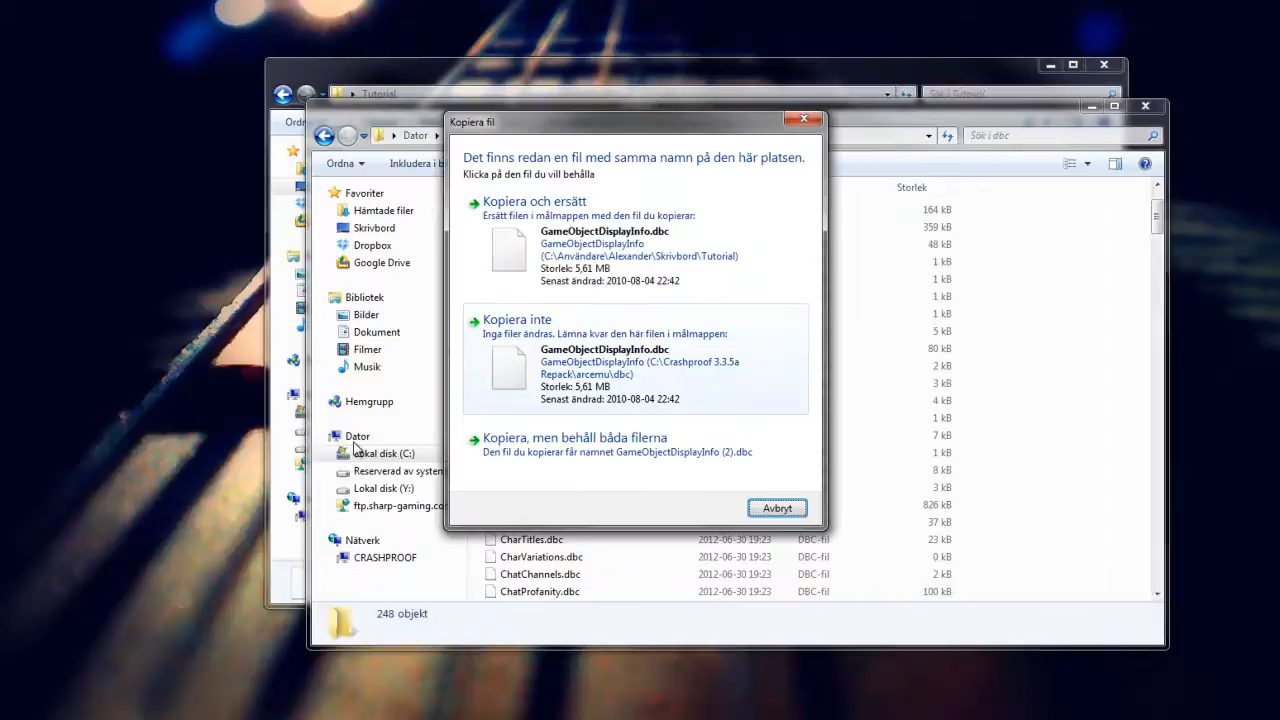 Tutorial
Sök i Tutorial
Ordn
Dator
Sök i dbc
Ordna
Inkludera i b
Storlek
Favoriter
Hämtade filer
Skrivbord
Dropbox
Google Drive
Bibliotek
Bilder
Dokument
Filmer
Musik
Hemgrupp
Dator
Lokal disk (C:)
Reserverad av system
Lokal disk (Y:)
ftp.sharp-gaming.co
Nätverk
CRASHPROOF
Kopiera fil
Det finns redan en fil med samma namn på den här platsen.
Klicka på den fil du vill behålla
Kopiera och ersätt
Ersätt filen i målmappen med den fil du kopierar:
GameObjectDisplayInfo.dbc
GameObjectDisplayInfo
(C:\Användare\Alexander\Skrivbord\Tutorial)
Storlek: 5,61 MB
Senast ändrad: 2010-08-04 22:42
Kopiera inte
Inga filer ändras. Lämna kvar den här filen i målmappen:
GameObjectDisplayInfo.dbc
GameObjectDisplayInfo (C:\Crashproof 3.3.5a
Repack\arcemu\dbc)
Storlek: 5,61 MB
Senast ändrad: 2010-08-04 22:42
Kopiera, men behåll båda filerna
Den fil du kopierar får namnet GameObjectDisplayInfo (2).dbc
Avbryt
164 kB
359 kB
48 kB
1 kB
1 kB
1 kB
1 kB
5 kB
80 kB
2 kB
3 kB
4 kB
1 kB
7 kB
1 kB
8 kB
3 kB
826 kB
37 kB
CharTitles.dbc 2012-06-30 19:23 DBC-fil 23 kB
CharVariations.dbc 2012-06-30 19:23 DBC-fil 0 kB
ChatChannels.dbc 2012-06-30 19:23 DBC-fil 2 kB
ChatProfanity.dbc 2012-06-30 19:23 DBC-fil 100 kB
248 objekt